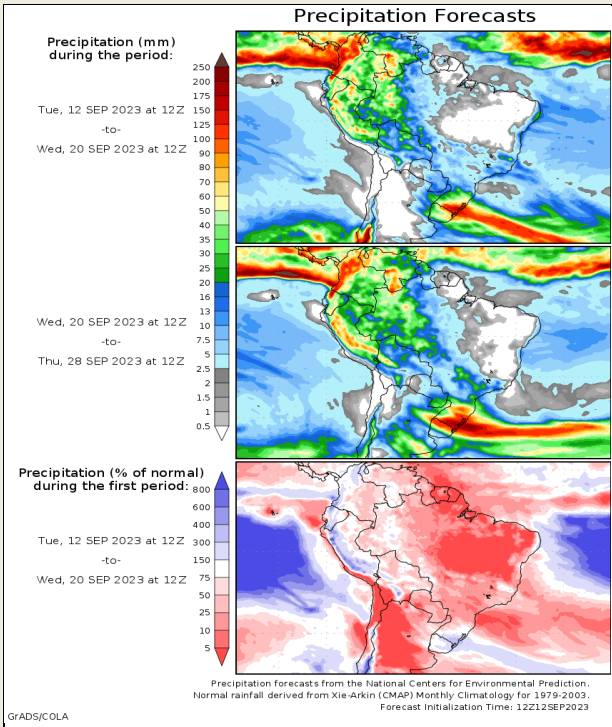 Precipitation Forecasts
Precipitation (mm)
during the period:
Tue, 12 SEP 2023 at 12Z
-to-
Wed, 20 SEP 2023 at 12Z
250
200
175
150
125
100
90
80
70
60
50
40
35
30
25
20
16
13
10
7.5
5
2.5
2
1.5
1
0.5
Wed, 20 SEP 2023 at 12Z
-to-
Thu, 28 SEP 2023 at 12Z
Precipitation (% of normal)
during the first period:
Tue, 12 SEP 2023 at 12Z
-to-
Wed, 20 SEP 2023 at 12Z
800
600
400
300
150
75
50
25
10
5
Precipitation forecasts from the National Centers for Environmental Prediction.
Normal rainfall derived from Xie-Arkin (CMAP) Monthly Climatology for 1979-2003.
Forecast Initialization Time: 12Z12SEP2023
GrADS/COLA